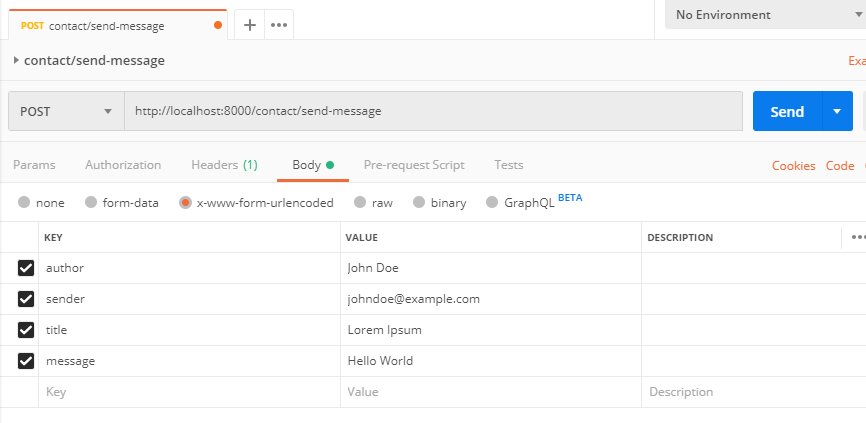 POST contact/send-message
No Environment
contact/send-message Exa
POST http://localhost:8000/contact/send-message Send
Params Authorization Headers (1) Body Pre-request Script Tests Cookies Code
none form-data x-www-form-urlencoded raw binary GraphQL BETA
KEY VALUE DESCRIPTION
author John Doe
sender johndoe@example.com
title Lorem Ipsum
message Hello World
Key Value Description